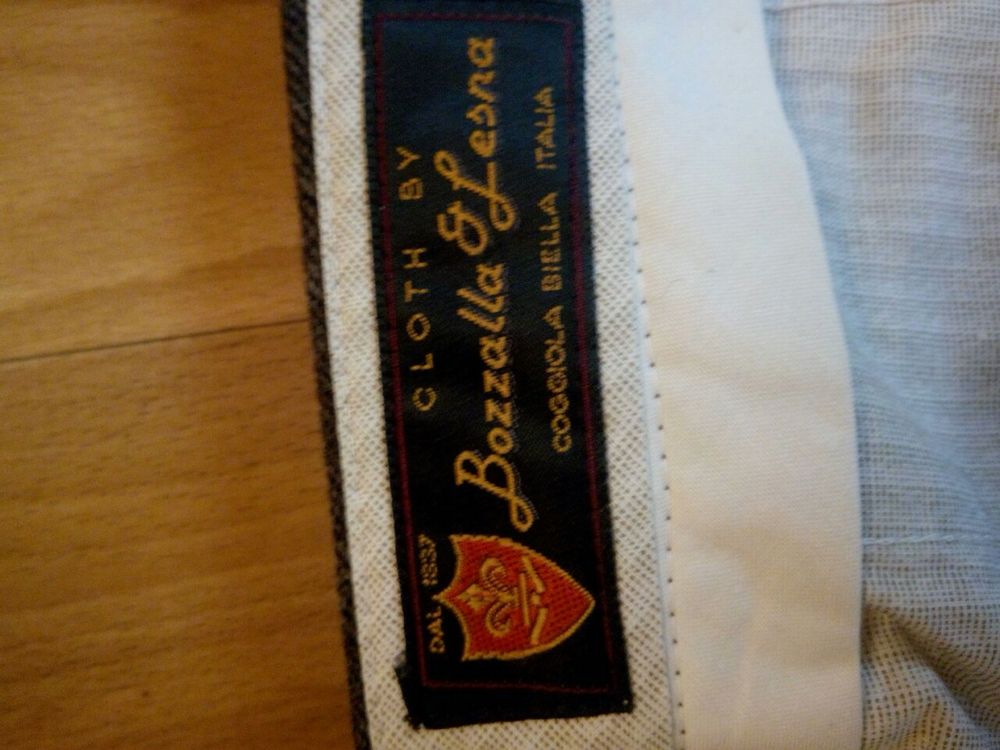 CLOTH BY
Bozzalla & Lesna
COGGIOLA BIELLA ITALIA
DAL 1837